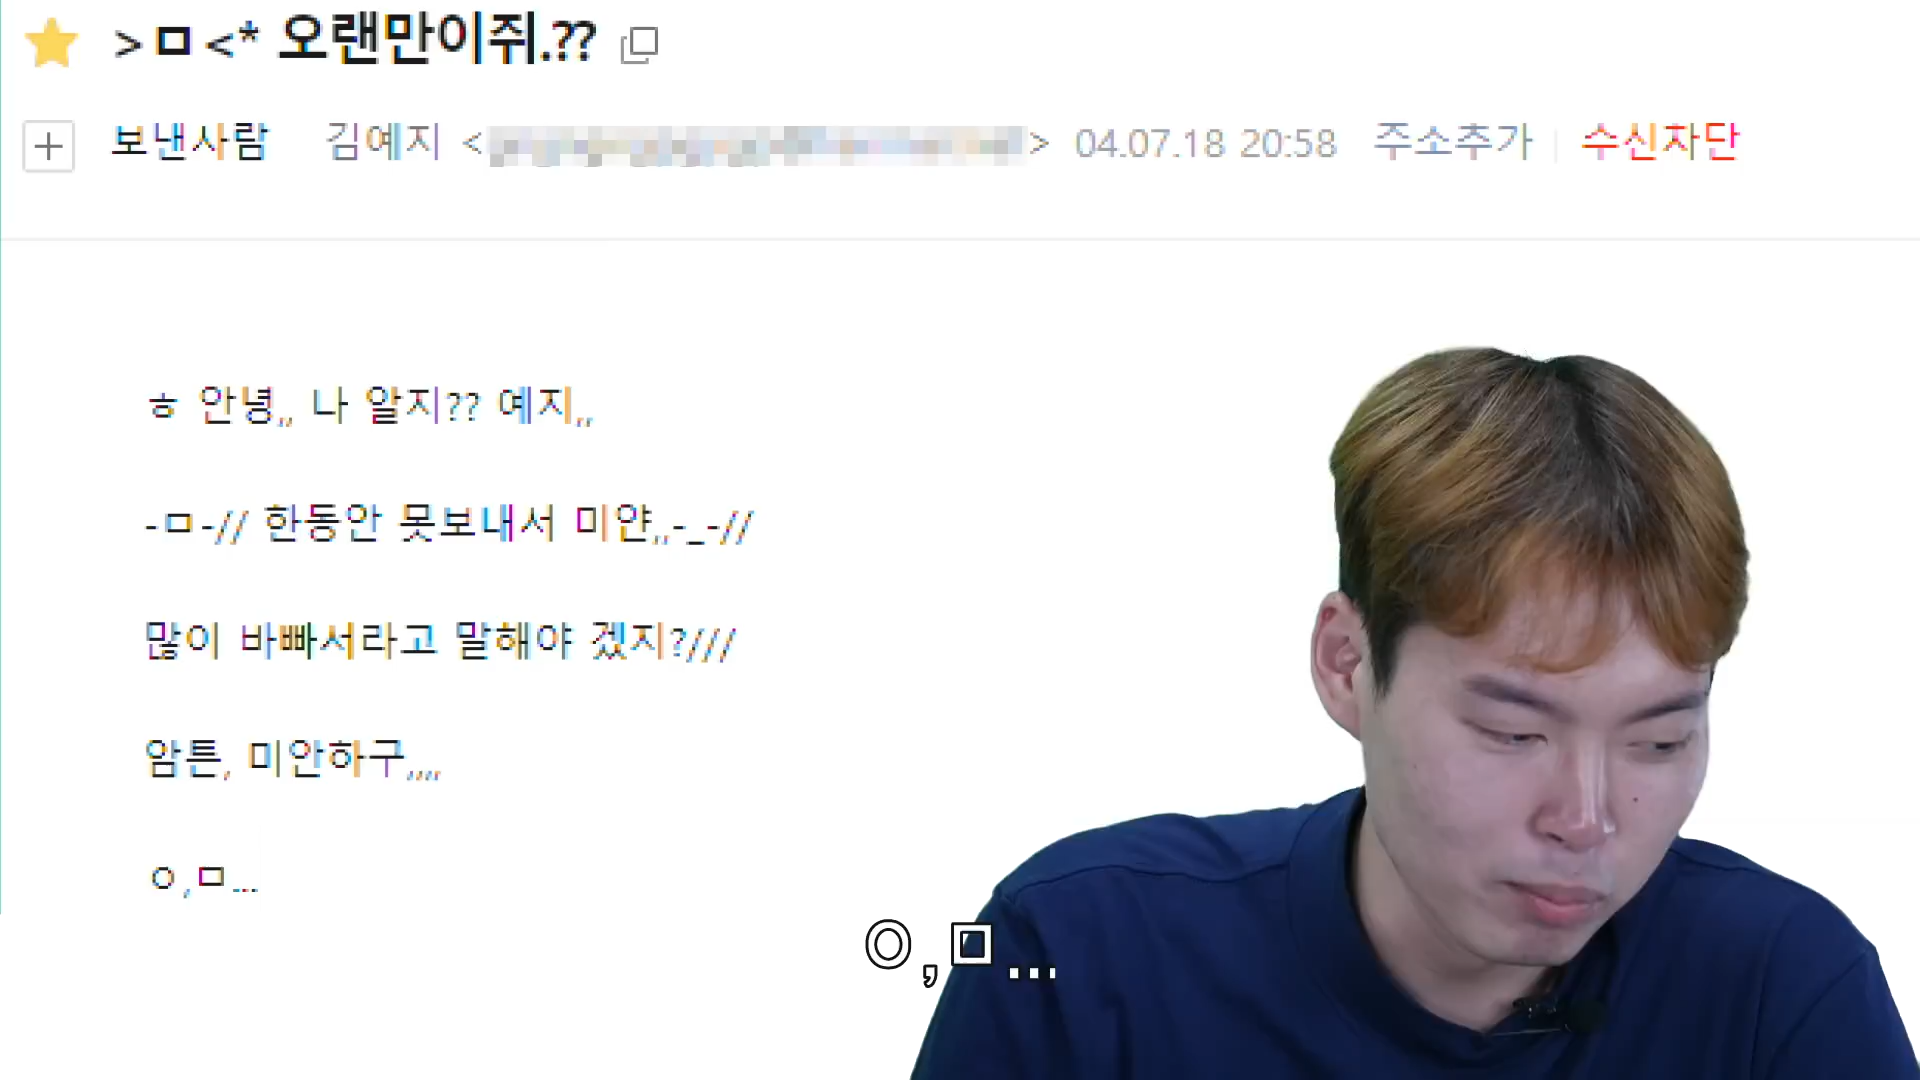 >ㅁ<* 오랜만이쥐.??
보낸사람 김예지 < > 04.07.18 20:58 주소추가 수신차단
ㅎ 안녕,, 나 알지?? 예지,,
-ㅁ-// 한동안 못보내서 미얀,,-_-//
많이 바빠서라고 말해야 겠지?///
암튼, 미안하구,,,,
ㅇ,ㅁ...
ㅇ,ㅁ...